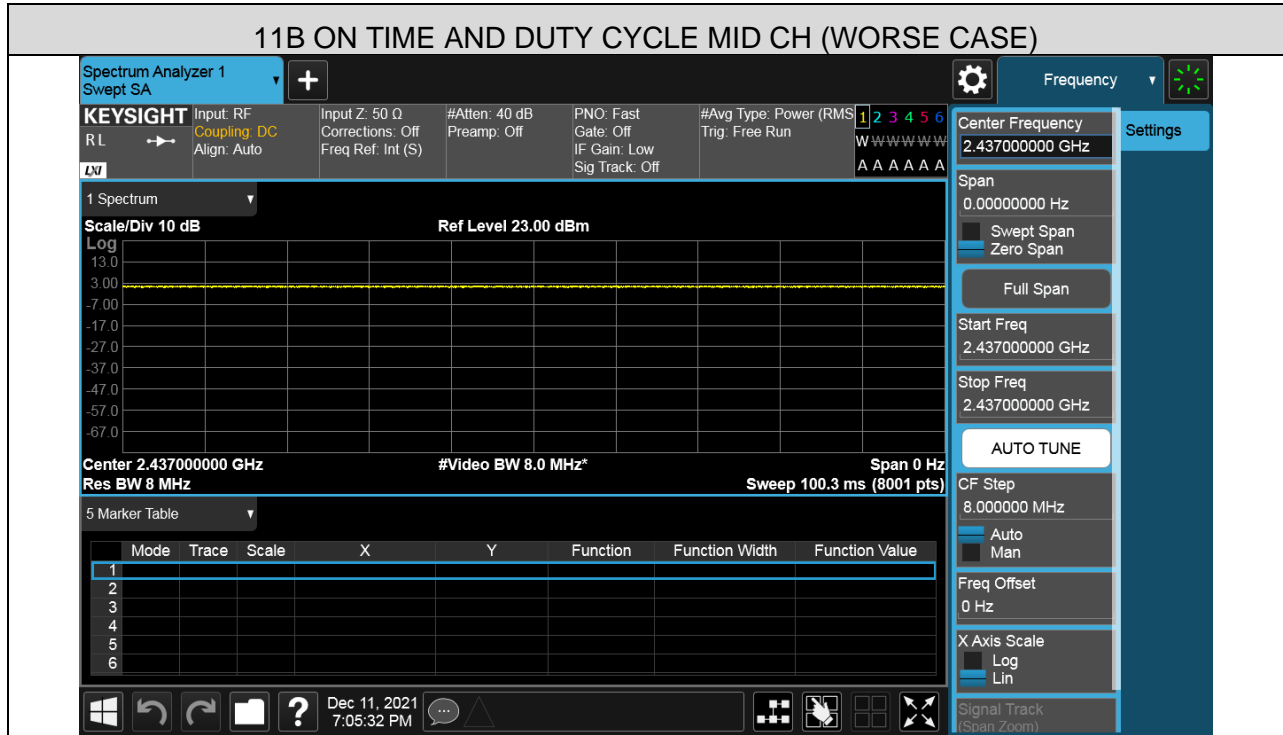 11B ON TIME AND DUTY CYCLE MID CH (WORSE CASE)
Spectrum Analyzer 1
Swept SA
Frequency
KEYSIGHT
RL
LXI
Input: RF
Coupling: DC
Align: Auto
Input Z: 50 Ω
Corrections: Off
Freq Ref: Int (S)
#Atten: 40 dB
Preamp: Off
PNO: Fast
Gate: Off
IF Gain: Low
Sig Track: Off
#Avg Type: Power (RMS
Trig: Free Run
1 2 3 4 5 6
W W W W W W
A A A A A A
1 Spectrum
Scale/Div 10 dB
Ref Level 23.00 dBm
Log
13.0
3.00
-7.00
-17.0
-27.0
-37.0
-47.0
-57.0
-67.0
Center 2.437000000 GHz
#Video BW 8.0 MHz*
Span 0 Hz
Res BW 8 MHz
Sweep 100.3 ms (8001 pts)
5 Marker Table
Mode Trace Scale X Y Function Function Width Function Value
1
2
3
4
5
6
Dec 11, 2021
7:05:32 PM
Center Frequency
2.437000000 GHz
Settings
Span
0.00000000 Hz
Swept Span
Zero Span
Full Span
Start Freq
2.437000000 GHz
Stop Freq
2.437000000 GHz
AUTO TUNE
CF Step
8.000000 MHz
Auto
Man
Freq Offset
0 Hz
X Axis Scale
Log
Lin
Signal Track
(Span Zoom)